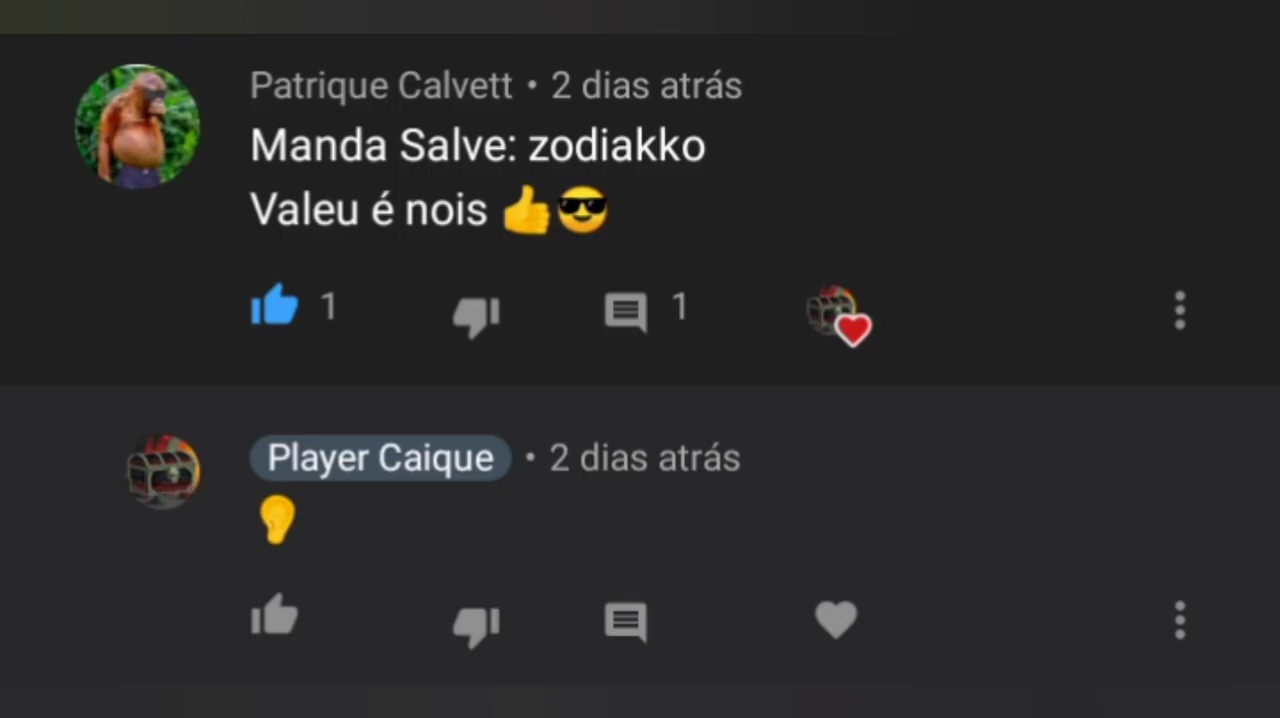 Patrique Calvett • 2 dias atrás
Manda Salve: zodiakko
Valeu é nois 👍😎
1
1
Player Caique • 2 dias atrás
👂